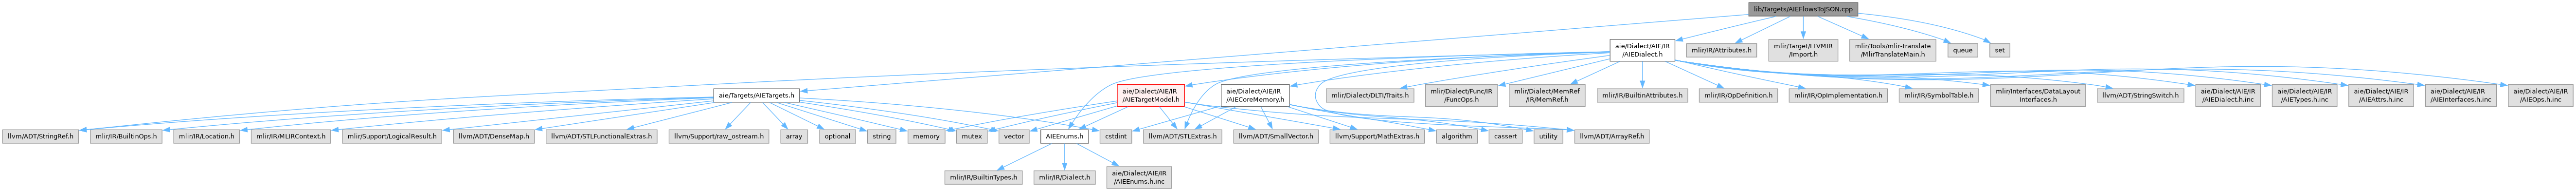 lib/Targets/AIEFlowsToJSON.cpp
aie/Dialect/AIE/IR
/AIEDialect.h
mlir/IR/Attributes.h
mlir/Target/LLVMIR
/Import.h
mlir/Tools/mlir-translate
/MlirTranslateMain.h
queue
set
aie/Targets/AIETargets.h
aie/Dialect/AIE/IR
/AIETargetModel.h
aie/Dialect/AIE/IR
/AIECoreMemory.h
mlir/Dialect/DLTI/Traits.h
mlir/Dialect/Func/IR
/FuncOps.h
mlir/Dialect/MemRef
/IR/MemRef.h
mlir/IR/BuiltinAttributes.h
mlir/IR/OpDefinition.h
mlir/IR/OpImplementation.h
mlir/IR/SymbolTable.h
mlir/Interfaces/DataLayout
Interfaces.h
llvm/ADT/StringSwitch.h
aie/Dialect/AIE/IR
/AIEDialect.h.inc
aie/Dialect/AIE/IR
/AIETypes.h.inc
aie/Dialect/AIE/IR
/AIEAttrs.h.inc
aie/Dialect/AIE/IR
/AIEInterfaces.h.inc
aie/Dialect/AIE/IR
/AIEOps.h.inc
llvm/ADT/StringRef.h
mlir/IR/BuiltinOps.h
mlir/IR/Location.h
mlir/IR/MLIRContext.h
mlir/Support/LogicalResult.h
llvm/ADT/DenseMap.h
llvm/ADT/STLFunctionalExtras.h
llvm/Support/raw_ostream.h
array
optional
string
memory
mutex
vector
AIEEnums.h
cstdint
llvm/ADT/STLExtras.h
llvm/ADT/SmallVector.h
llvm/Support/MathExtras.h
algorithm
cassert
utility
llvm/ADT/ArrayRef.h
mlir/IR/BuiltinTypes.h
mlir/IR/Dialect.h
aie/Dialect/AIE/IR
/AIEEnums.h.inc